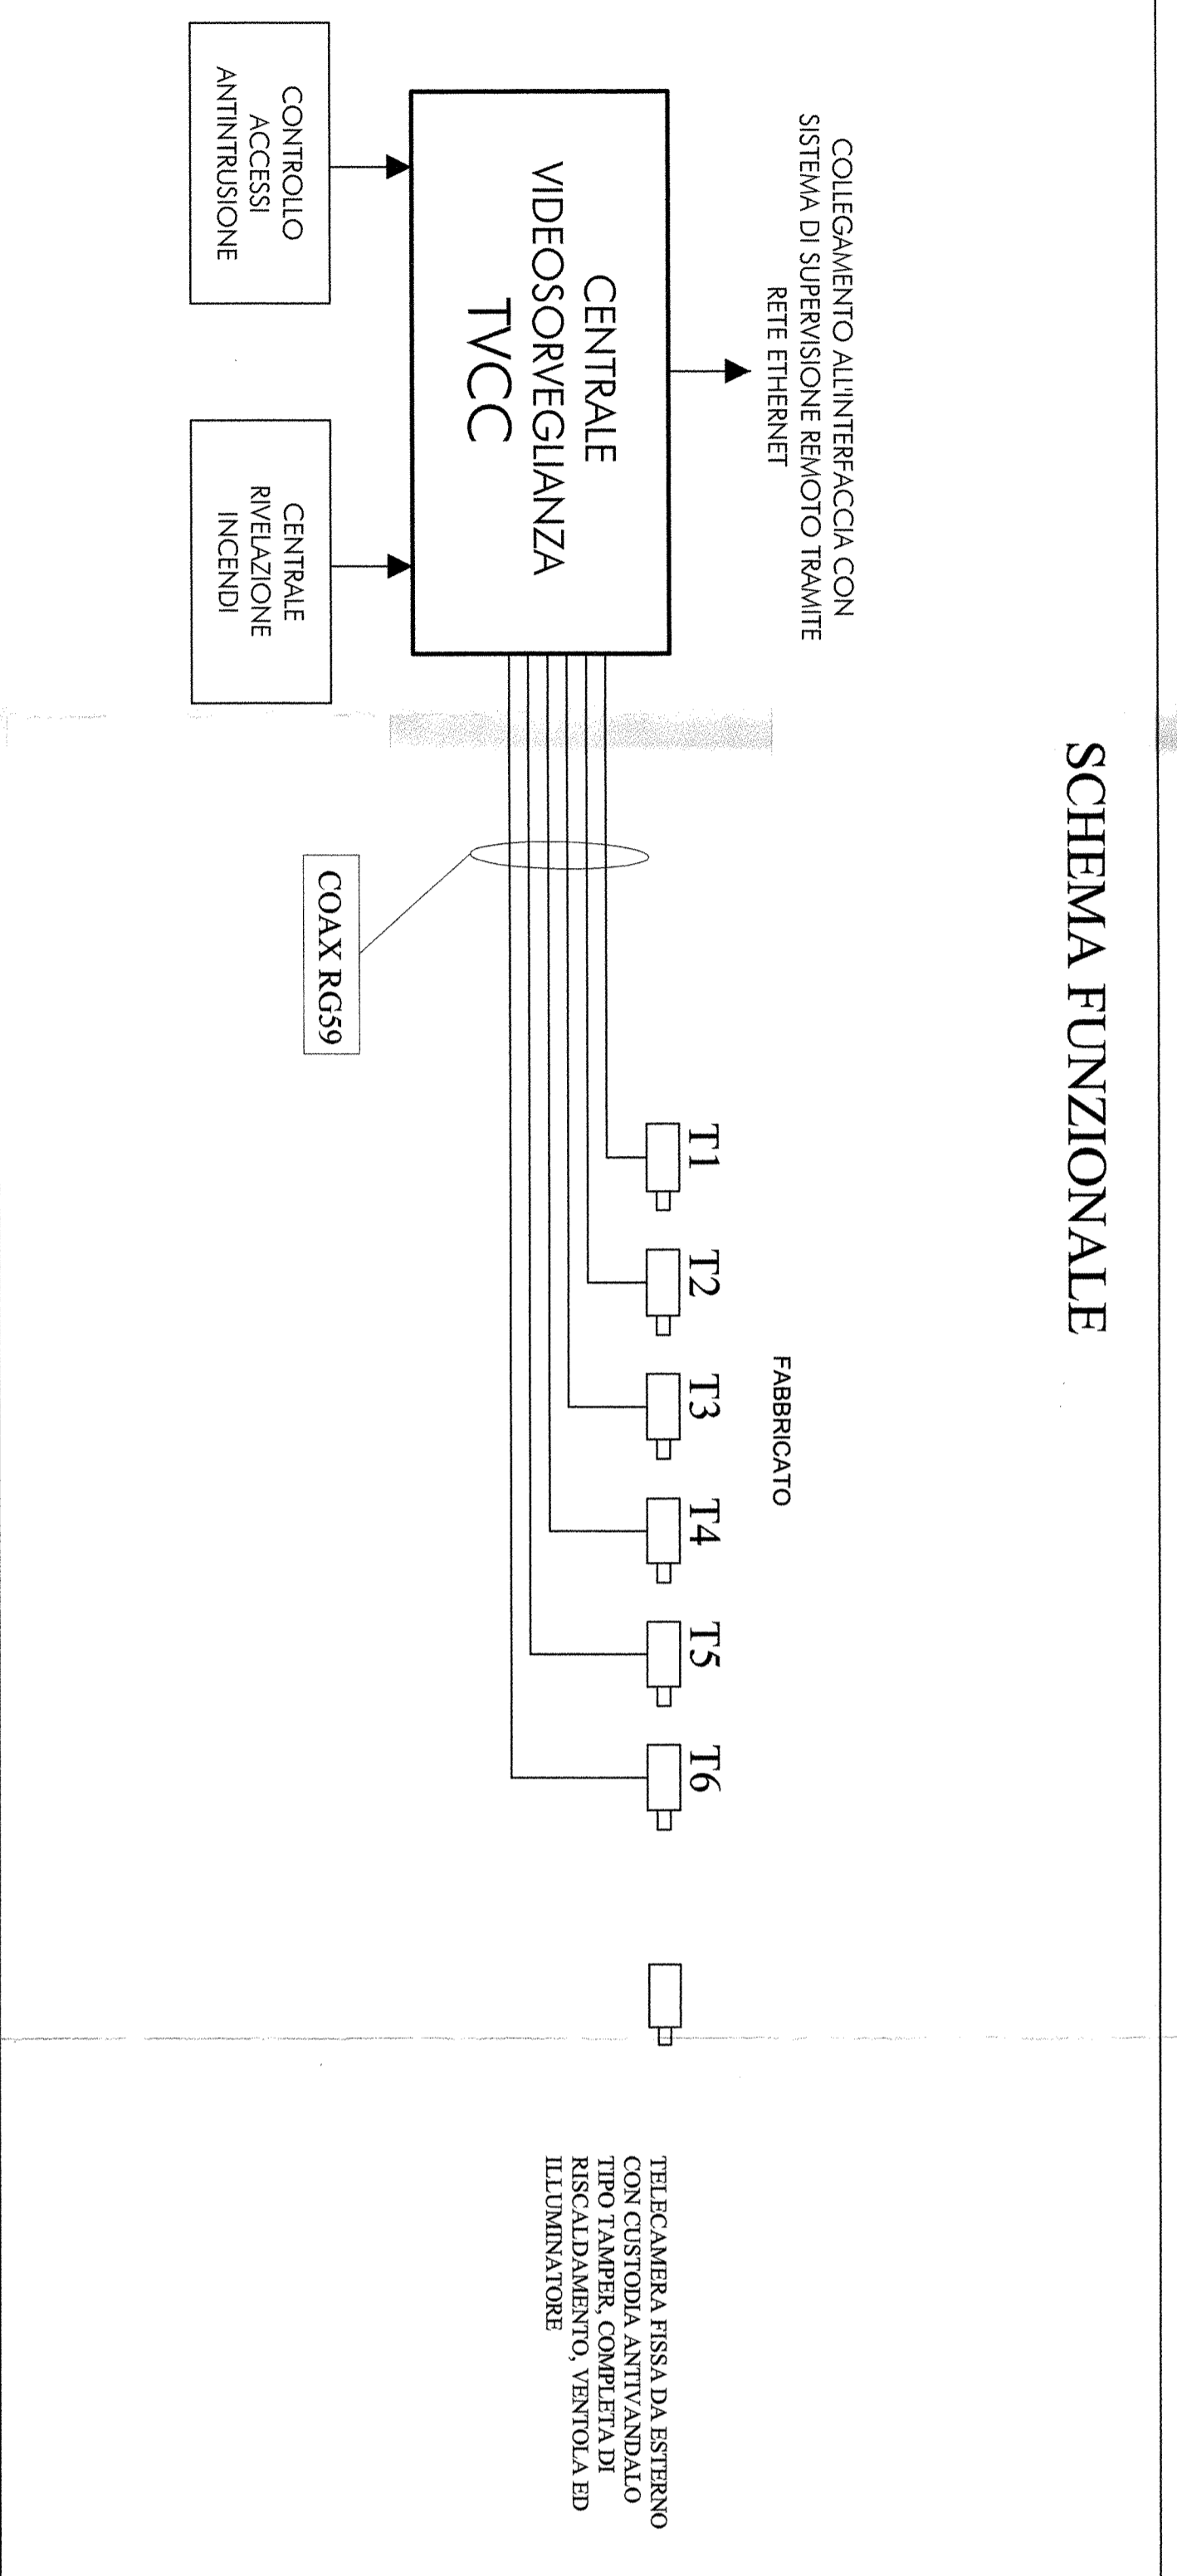 SCHEMA FUNZIONALE
COLLEGAMENTO ALL'INTERFACCIA CON
SISTEMA DI SUPERVISIONE REMOTO TRAMITE
RETE ETHERNET
CENTRALE
VIDEOSORVEGLIANZA
TVCC
CONTROLLO
ACCESSI
ANTINTRUSIONE
CENTRALE
RIVELAZIONE
INCENDI
COAX RG59
FABBRICATO
T1
T2
T3
T4
T5
T6
TELECAMERA FISSA DA ESTERNO
CON CUSTODIA ANTIVANDALO
TIPO TAMPER, COMPLETA DI
RISCALDAMENTO, VENTOLA ED
ILLUMINATORE